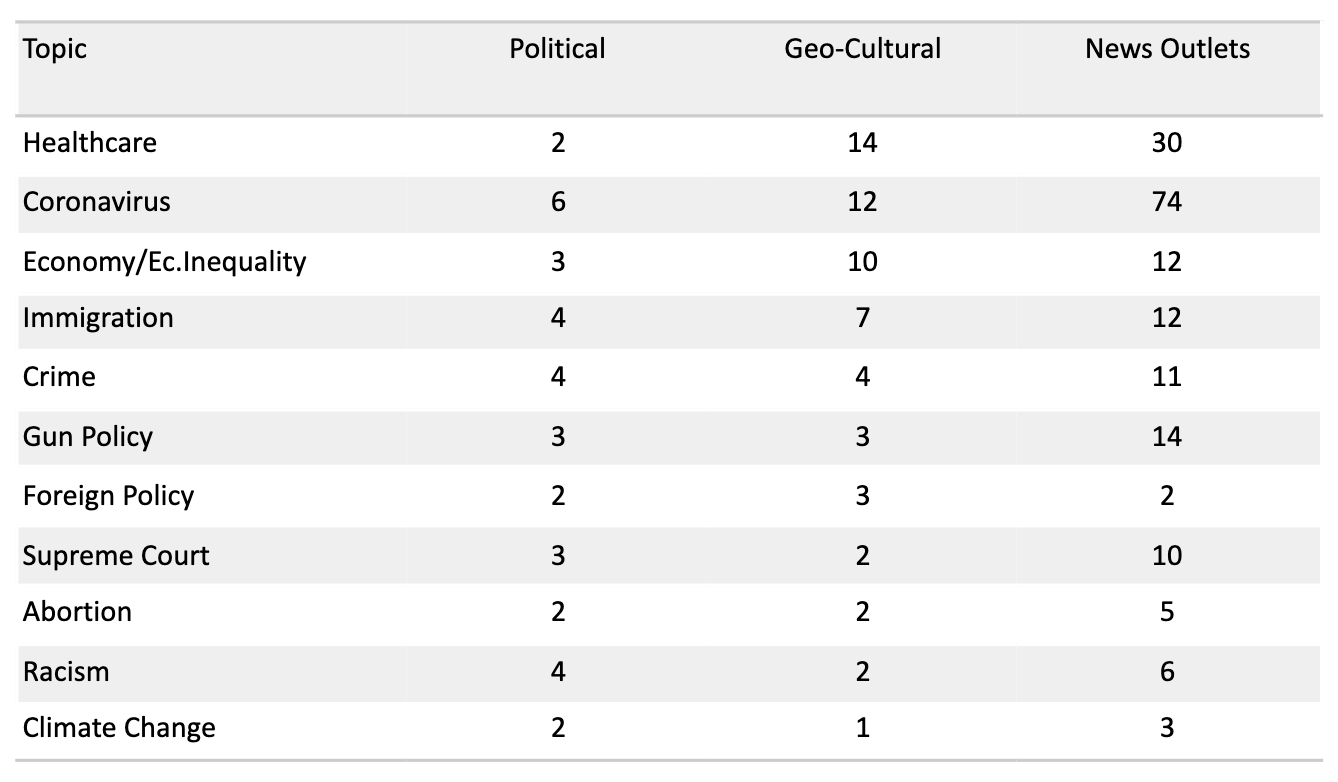 Topic Political Geo-Cultural News Outlets
Healthcare 2 14 30
Coronavirus 6 12 74
Economy/Ec.Inequality 3 10 12
Immigration 4 7 12
Crime 4 4 11
Gun Policy 3 3 14
Foreign Policy 2 3 2
Supreme Court 3 2 10
Abortion 2 2 5
Racism 4 2 6
Climate Change 2 1 3